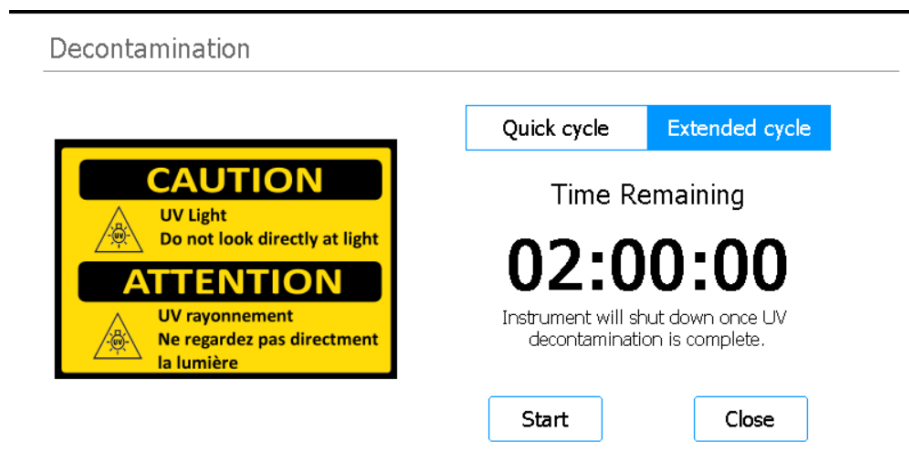 Decontamination
Quick cycle
Extended cycle
CAUTION
UV Light
Do not look directly at light
ATTENTION
UV rayonnement
Ne regardez pas directment
la lumière
UV
UV
Time Remaining
02:00:00
Instrument will shut down once UV
decontamination is complete.
Start
Close